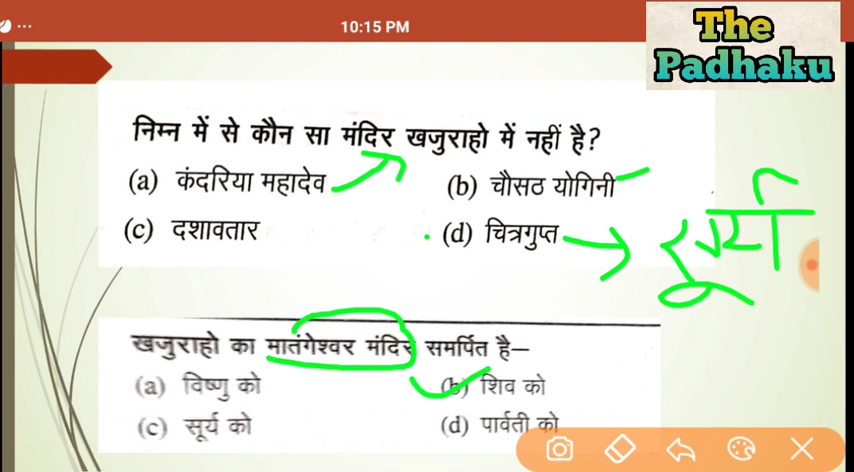 10:15 PM
The
Padhaku
निम्न में से कौन सा मंदिर खजुराहो में नहीं है?
(a) कंदरिया महादेव
(b) चौसठ योगिनी
(c) दशावतार
(d) चित्रगुप्त
सूर्य
खजुराहो का मातंगेश्वर मंदिर समर्पित है—
(a) विष्णु को
(b) शिव को
(c) सूर्य को
(d) पार्वती को